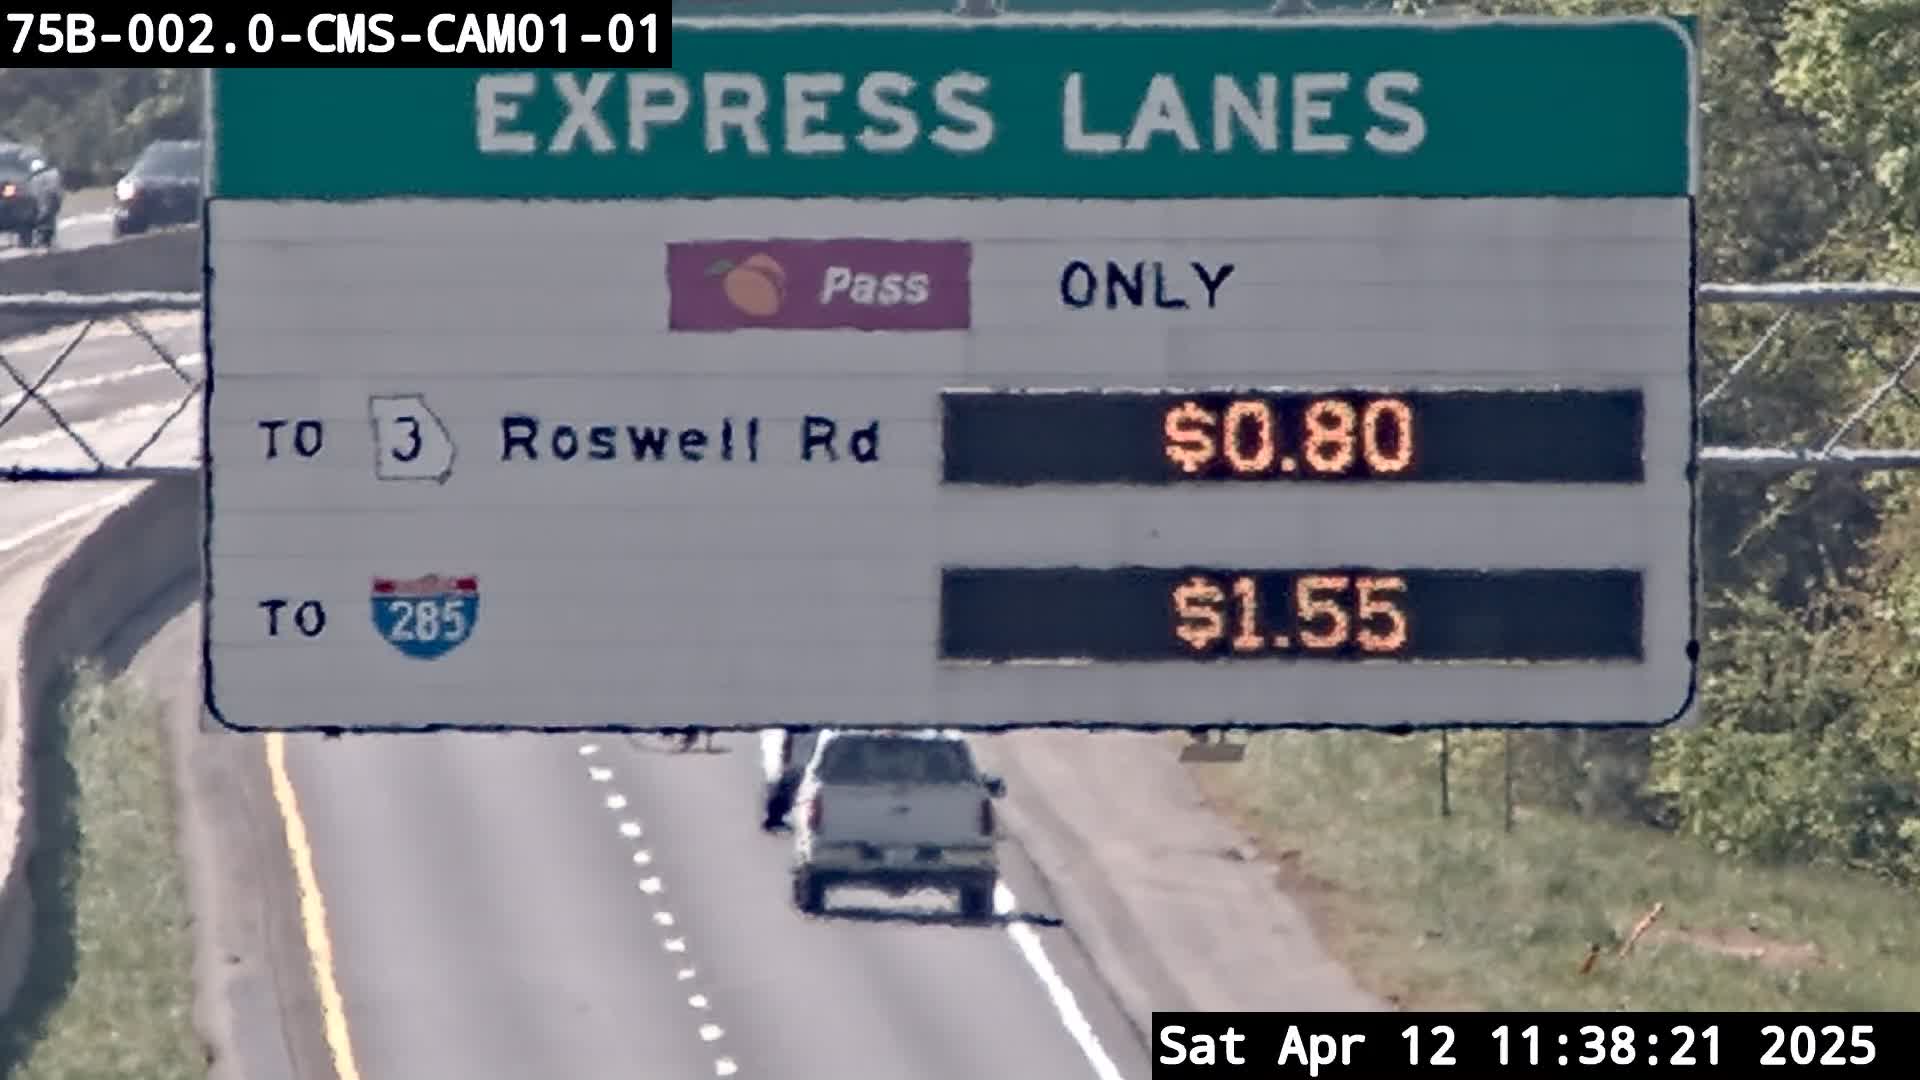 75B-002.0-CMS-CAM01-01
EXPRESS LANES
Pass ONLY
TO 3 Roswell Rd $0.80
TO 285 $1.55
Sat Apr 12 11:38:21 2025